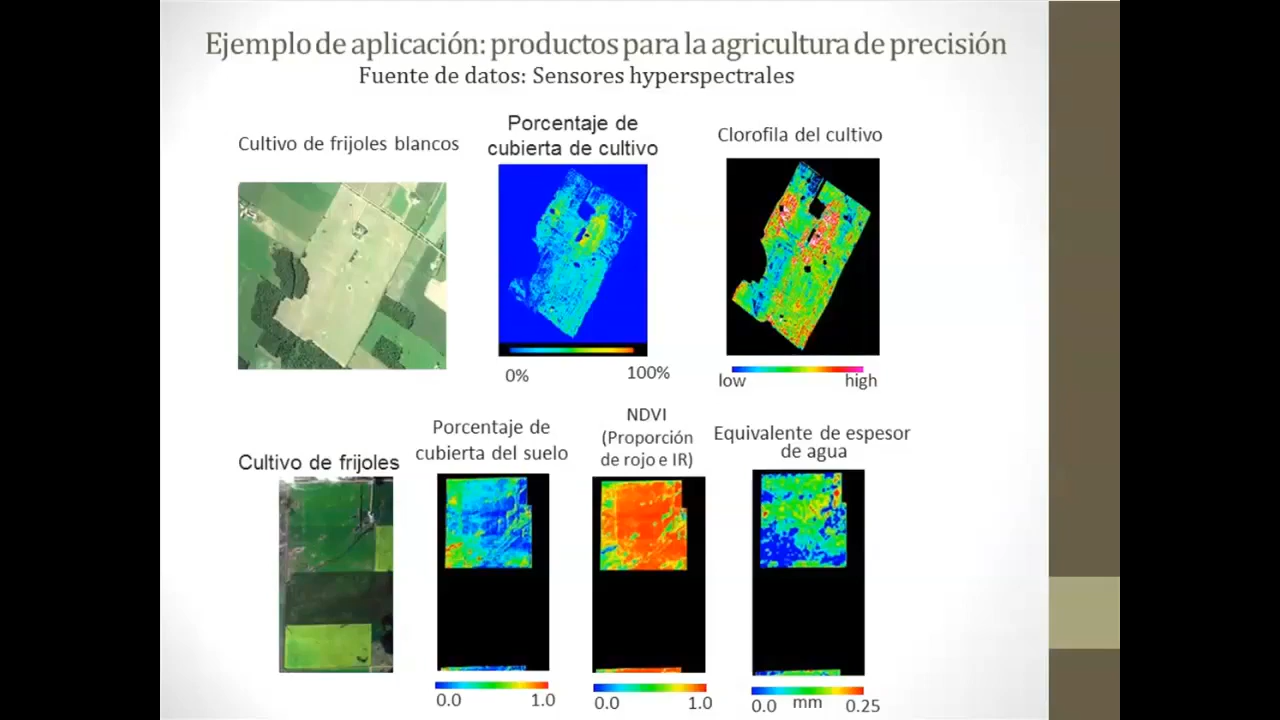 Ejemplo de aplicación: productos para la agricultura de precisión
Fuente de datos: Sensores hyperspectrales
Cultivo de frijoles blancos
Porcentaje de
cubierta de cultivo
Clorofila del cultivo
0%
100%
low
high
Cultivo de frijoles
Porcentaje de
cubierta del suelo
NDVI
(Proporción
de rojo e IR)
Equivalente de espesor
de agua
0.0
1.0
0.0
1.0
0.0
mm
0.25